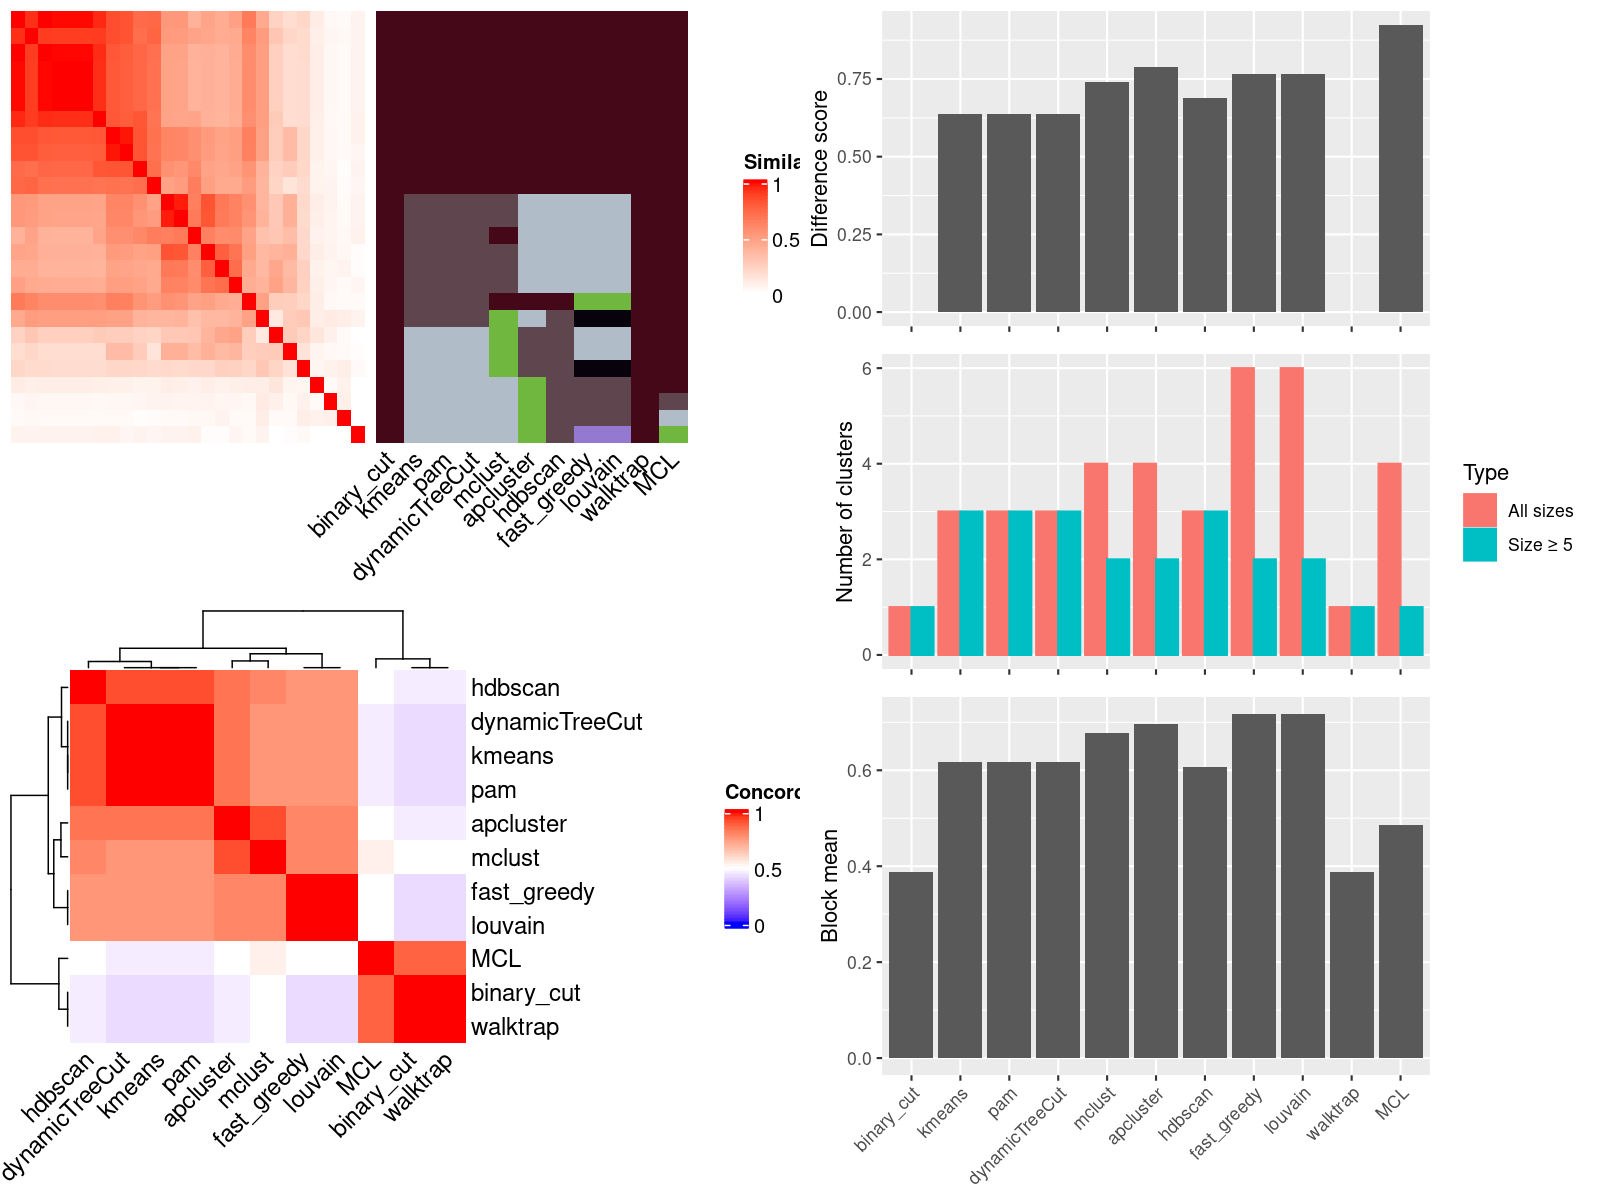 Simila
1
0.5
0
binary_cut
kmeans
pam
dynamicTreeCut
mclust
apcluster
hdbscan
fast_greedy
louvain
walktrap
MCL
Difference score
0.75
0.50
0.25
0.00
Number of clusters
6
4
2
0
Type
All sizes
Size ≥ 5
hdbscan
dynamicTreeCut
kmeans
pam
apcluster
mclust
fast_greedy
louvain
MCL
binary_cut
walktrap
hdbscan
dynamicTreeCut
kmeans
pam
apcluster
mclust
fast_greedy
louvain
MCL
binary_cut
walktrap
Concord
1
0.5
0
Block mean
0.6
0.4
0.2
0.0
binary_cut
kmeans
pam
dynamicTreeCut
mclust
apcluster
hdbscan
fast_greedy
louvain
walktrap
MCL